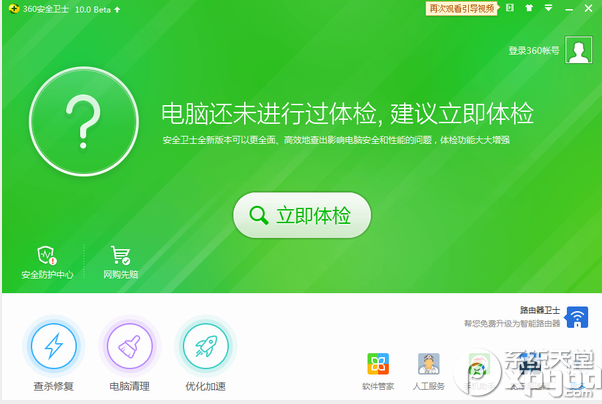 360安全卫士 10.0 Beta
再次观看引导视频
登录360帐号
电脑还未进行过体检, 建议立即体检
安全卫士全新版本可以更全面、高效地查出影响电脑安全和性能的问题，体检功能大大增强
立即体检
安全防护中心
网购先赔
路由器卫士
帮您免费升级为智能路由器
查杀修复
电脑清理
优化加速
软件管家
人工服务
系统天堂